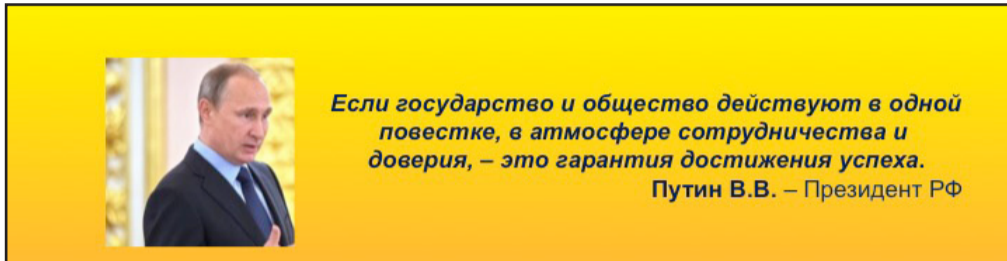 Если государство и общество действуют в одной
повестке, в атмосфере сотрудничества и
доверия, – это гарантия достижения успеха.
Путин В.В. – Президент РФ